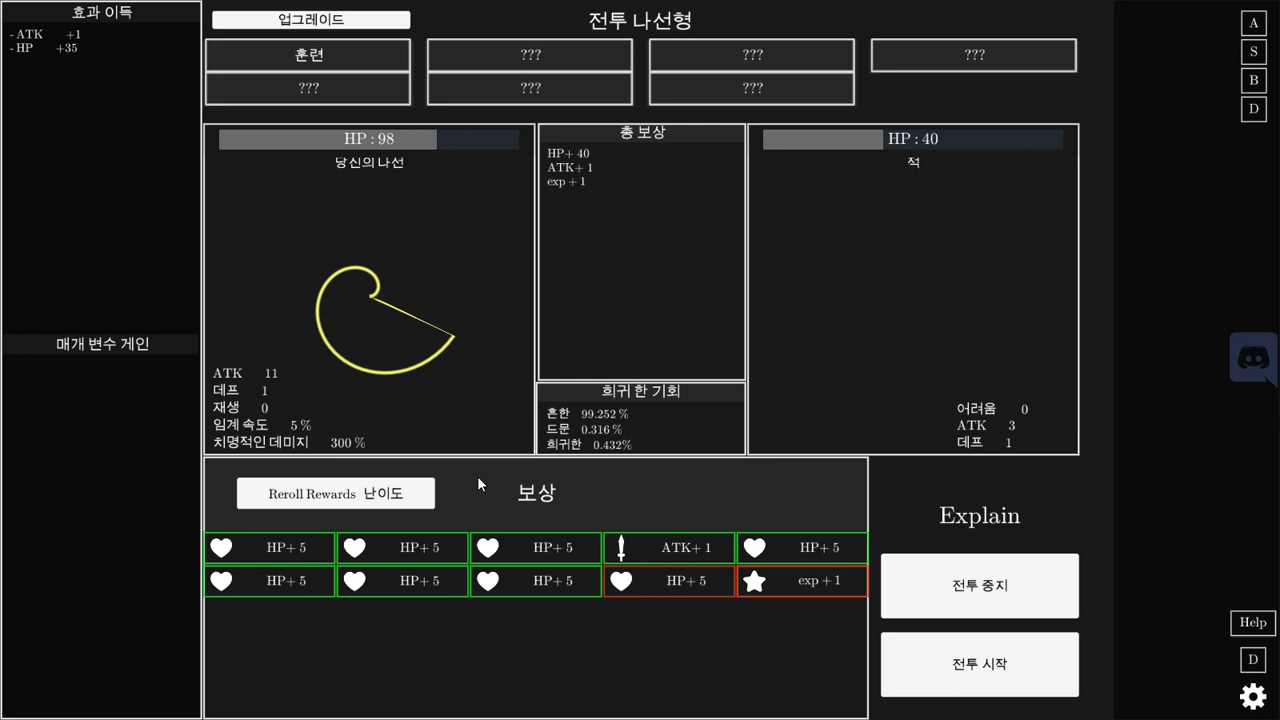 효과 이득
- ATK +1
- HP +35
매개 변수 게인
업그레이드
전투 나선형
훈련 ??? ??? ???
??? ??? ???
HP : 98
당신의 나선
ATK 11
데프 1
재생 0
임계 속도 5 %
치명적인 데미지 300 %
총 보상
HP+ 40
ATK+ 1
exp + 1
희귀 한 기회
흔한 99.252 %
드문 0.316 %
희귀한 0.432%
HP : 40
적
어려움 0
ATK 3
데프 1
Reroll Rewards 난이도
보상
HP+ 5 HP+ 5 HP+ 5 ATK+ 1 HP+ 5
HP+ 5 HP+ 5 HP+ 5 HP+ 5 exp + 1
Explain
전투 중지
전투 시작
A
S
B
D
Help
D